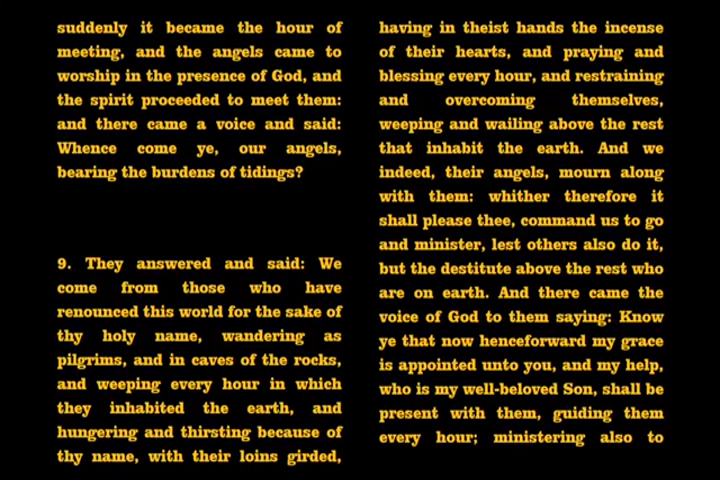 suddenly it became the hour of
meeting, and the angels came to
worship in the presence of God, and
the spirit proceeded to meet them:
and there came a voice and said:
Whence come ye, our angels,
bearing the burdens of tidings?
9. They answered and said: We
come from those who have
renounced this world for the sake of
thy holy name, wandering as
pilgrims, and in caves of the rocks,
and weeping every hour in which
they inhabited the earth, and
hungering and thirsting because of
thy name, with their loins girded,
having in theist hands the incense
of their hearts, and praying and
blessing every hour, and restraining
and overcoming themselves,
weeping and wailing above the rest
that inhabit the earth. And we
indeed, their angels, mourn along
with them: whither therefore it
shall please thee, command us to go
and minister, lest others also do it,
but the destitute above the rest who
are on earth. And there came the
voice of God to them saying: Know
ye that now henceforward my grace
is appointed unto you, and my help,
who is my well-beloved Son, shall be
present with them, guiding them
every hour; ministering also to